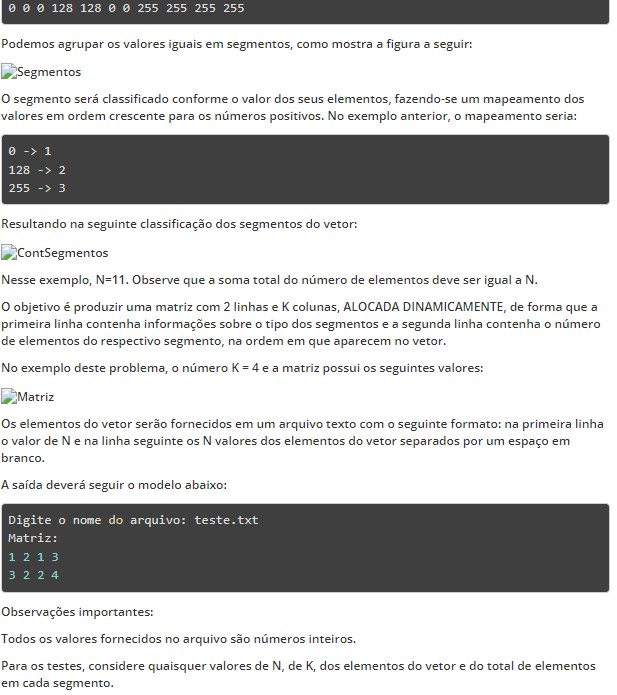 0 0 0 128 128 0 0 255 255 255 255
Podemos agrupar os valores iguais em segmentos, como mostra a figura a seguir:
Segmentos
O segmento será classificado conforme o valor dos seus elementos, fazendo-se um mapeamento dos
valores em ordem crescente para os números positivos. No exemplo anterior, o mapeamento seria:
0 -> 1
128 -> 2
255 -> 3
Resultando na seguinte classificação dos segmentos do vetor:
ContSegmentos
Nesse exemplo, N=11. Observe que a soma total do número de elementos deve ser igual a N.
O objetivo é produzir uma matriz com 2 linhas e K colunas, ALOCADA DINAMICAMENTE, de forma que a
primeira linha contenha informações sobre o tipo dos segmentos e a segunda linha contenha o número
de elementos do respectivo segmento, na ordem em que aparecem no vetor.
No exemplo deste problema, o número K = 4 e a matriz possui os seguintes valores:
Matriz
Os elementos do vetor serão fornecidos em um arquivo texto com o seguinte formato: na primeira linha
o valor de N e na linha seguinte os N valores dos elementos do vetor separados por um espaço em
branco.
A saída deverá seguir o modelo abaixo:
Digite o nome do arquivo: teste.txt
Matriz:
1 2 1 3
3 2 2 4
Observações importantes:
Todos os valores fornecidos no arquivo são números inteiros.
Para os testes, considere quaisquer valores de N, de K, dos elementos do vetor e do total de elementos
em cada segmento.